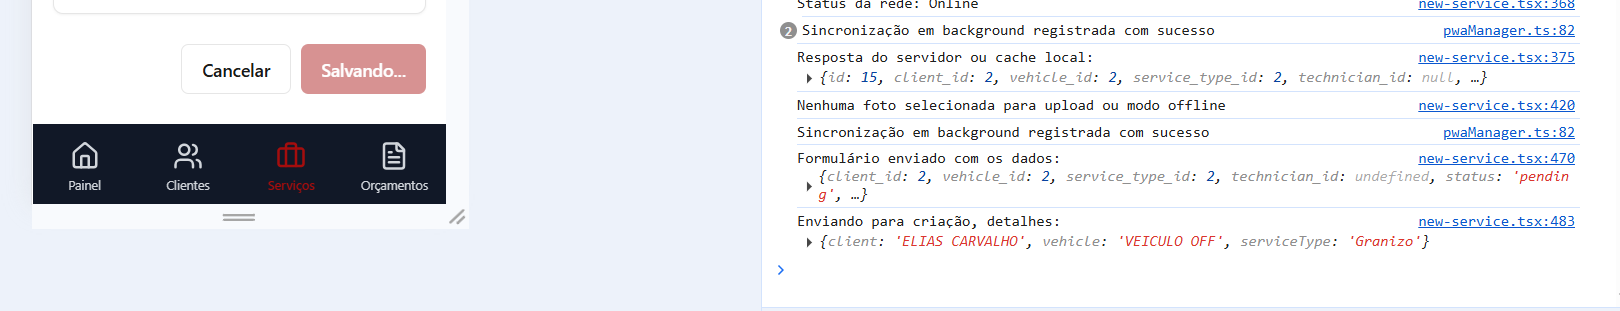 Cancelar
Salvando...
Painel
Clientes
Serviços
Orçamentos
Status da rede: Online new-service.tsx:368
2 Sincronização em background registrada com sucesso pwaManager.ts:82
Resposta do servidor ou cache local: new-service.tsx:375
{id: 15, client_id: 2, vehicle_id: 2, service_type_id: 2, technician_id: null, …}
Nenhuma foto selecionada para upload ou modo offline new-service.tsx:420
Sincronização em background registrada com sucesso pwaManager.ts:82
Formulário enviado com os dados: new-service.tsx:470
{client_id: 2, vehicle_id: 2, service_type_id: 2, technician_id: undefined, status: 'pendin
g', …}
Enviando para criação, detalhes: new-service.tsx:483
{client: 'ELIAS CARVALHO', vehicle: 'VEICULO OFF', serviceType: 'Granizo'}